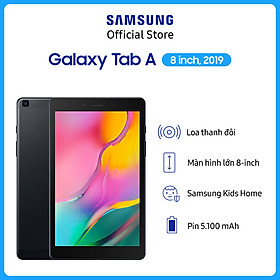 SAMSUNG
Official Store
Galaxy Tab A 8 inch, 2019
Loa thanh đôi
Màn hình lớn 8-inch
Samsung Kids Home
Pin 5.100 mAh